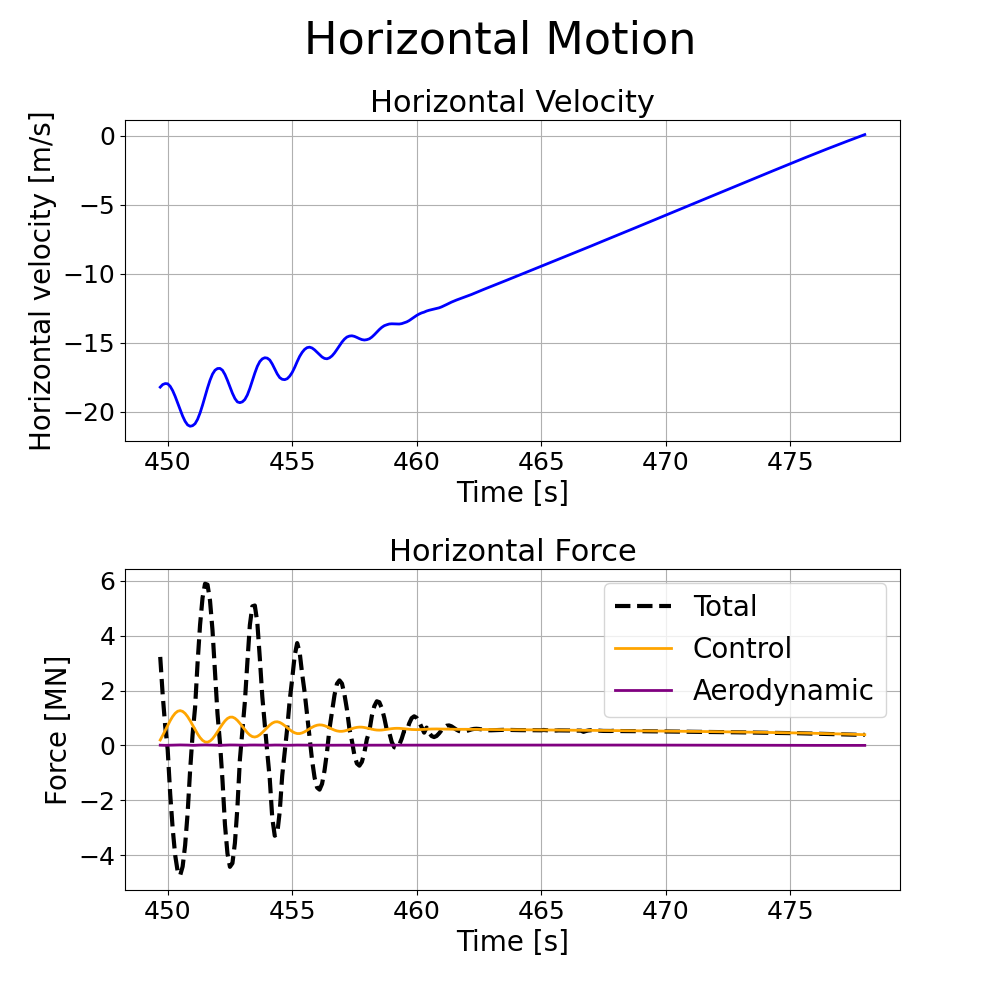 Horizontal Motion
Horizontal Velocity
Horizontal velocity [m/s]
0
−5
−10
−15
−20
450 455 460 465 470 475
Time [s]
Horizontal Force
Force [MN]
6
4
2
0
−2
−4
Total
Control
Aerodynamic
450 455 460 465 470 475
Time [s]